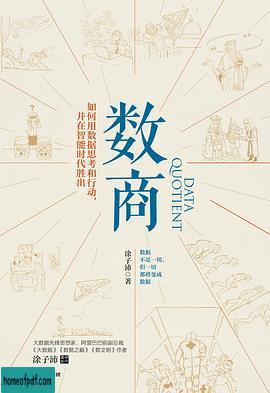 如何用数据思考和行动，
并在智能时代胜出
数商
DATA
QUOTIENT
涂子沛
著
数据
不是一切，
但一切
都将变成
数据
大数据先锋思想家、阿里巴巴前副总裁
《大数据》《数据之巅》《数文明》作者
涂子沛
homeofpdf.com